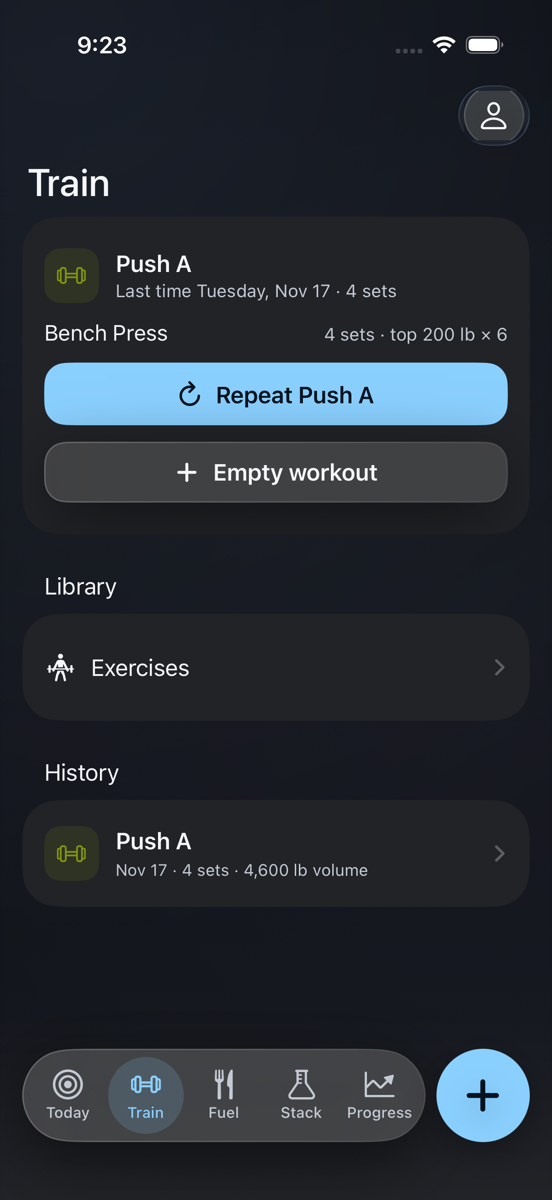 9:23
Train
Push A
Last time Tuesday, Nov 17 · 4 sets
Bench Press
4 sets · top 200 lb × 6
Repeat Push A
Empty workout
Library
Exercises
History
Push A
Nov 17 · 4 sets · 4,600 lb volume
Today
Train
Fuel
Stack
Progress